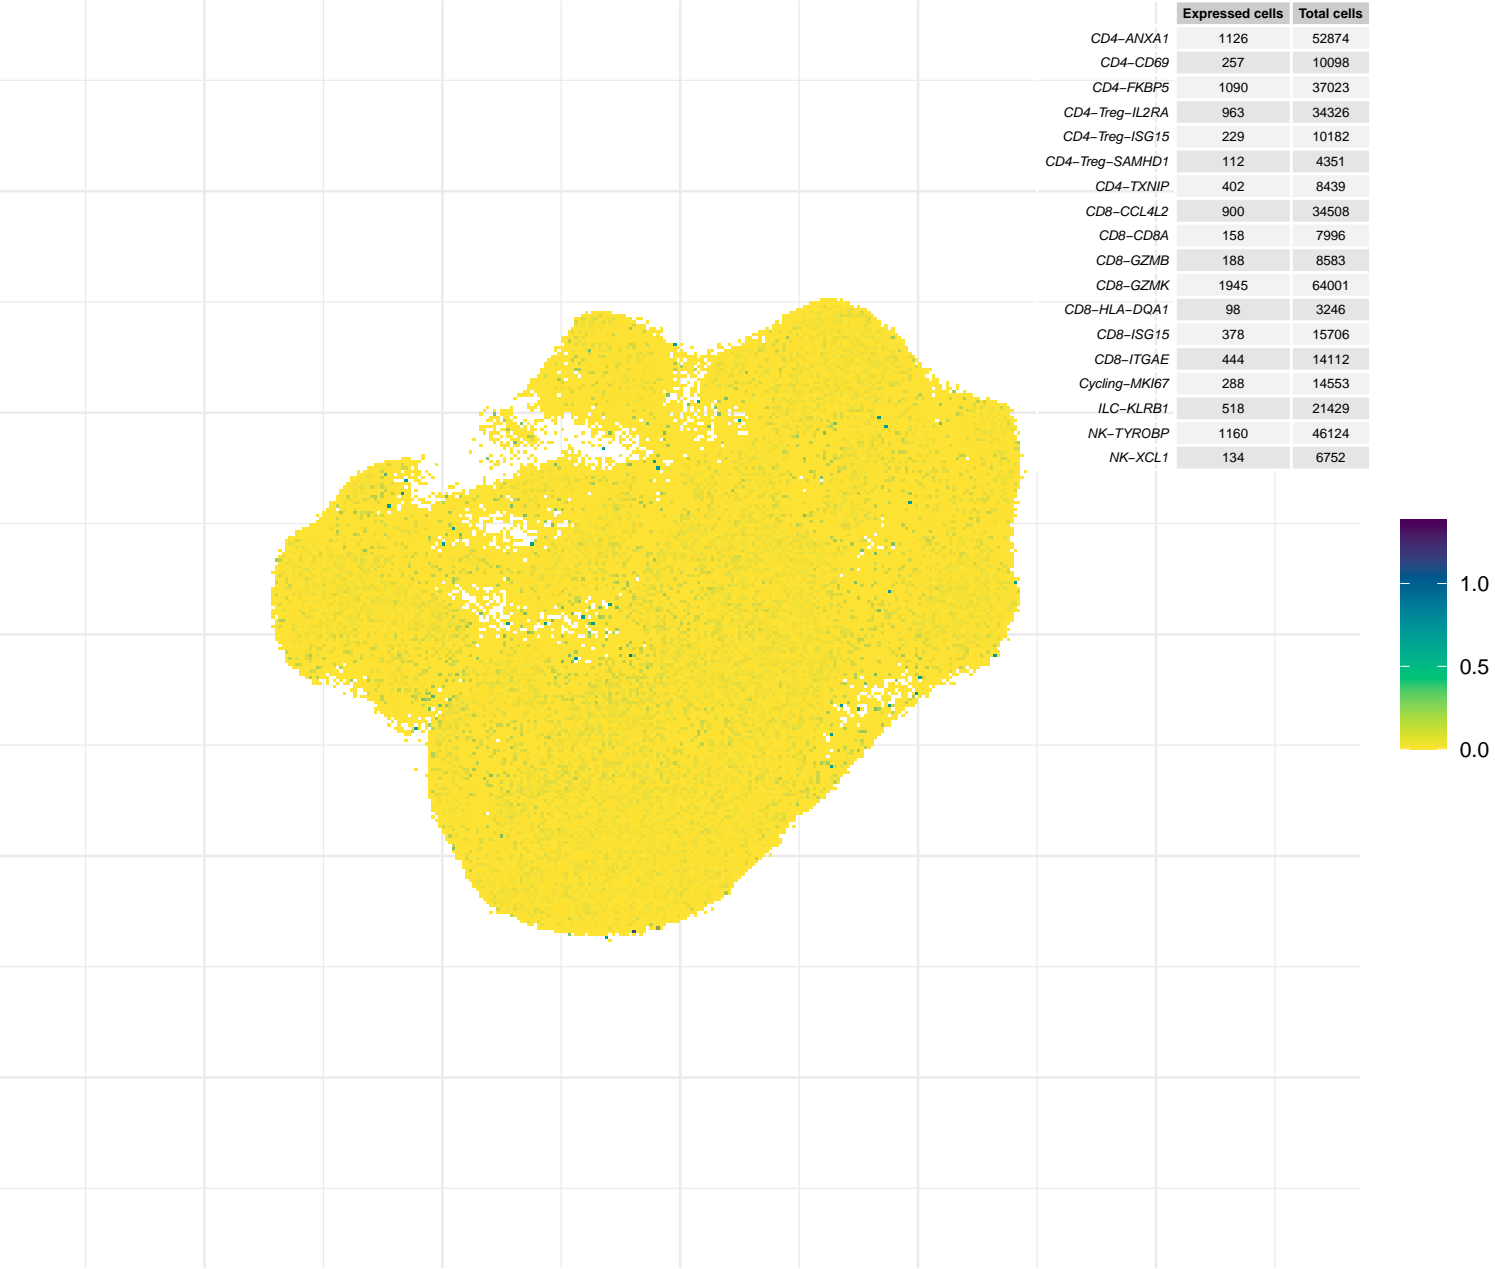 Expressed cells Total cells
CD4−ANXA1 1126 52874
CD4−CD69 257 10098
CD4−FKBP5 1090 37023
CD4−Treg−IL2RA 963 34326
CD4−Treg−ISG15 229 10182
CD4−Treg−SAMHD1 112 4351
CD4−TXNIP 402 8439
CD8−CCL4L2 900 34508
CD8−CD8A 158 7996
CD8−GZMB 188 8583
CD8−GZMK 1945 64001
CD8−HLA−DQA1 98 3246
CD8−ISG15 378 15706
CD8−ITGAE 444 14112
Cycling−MKI67 288 14553
ILC−KLRB1 518 21429
NK−TYROBP 1160 46124
NK−XCL1 134 6752
1.0
0.5
0.0